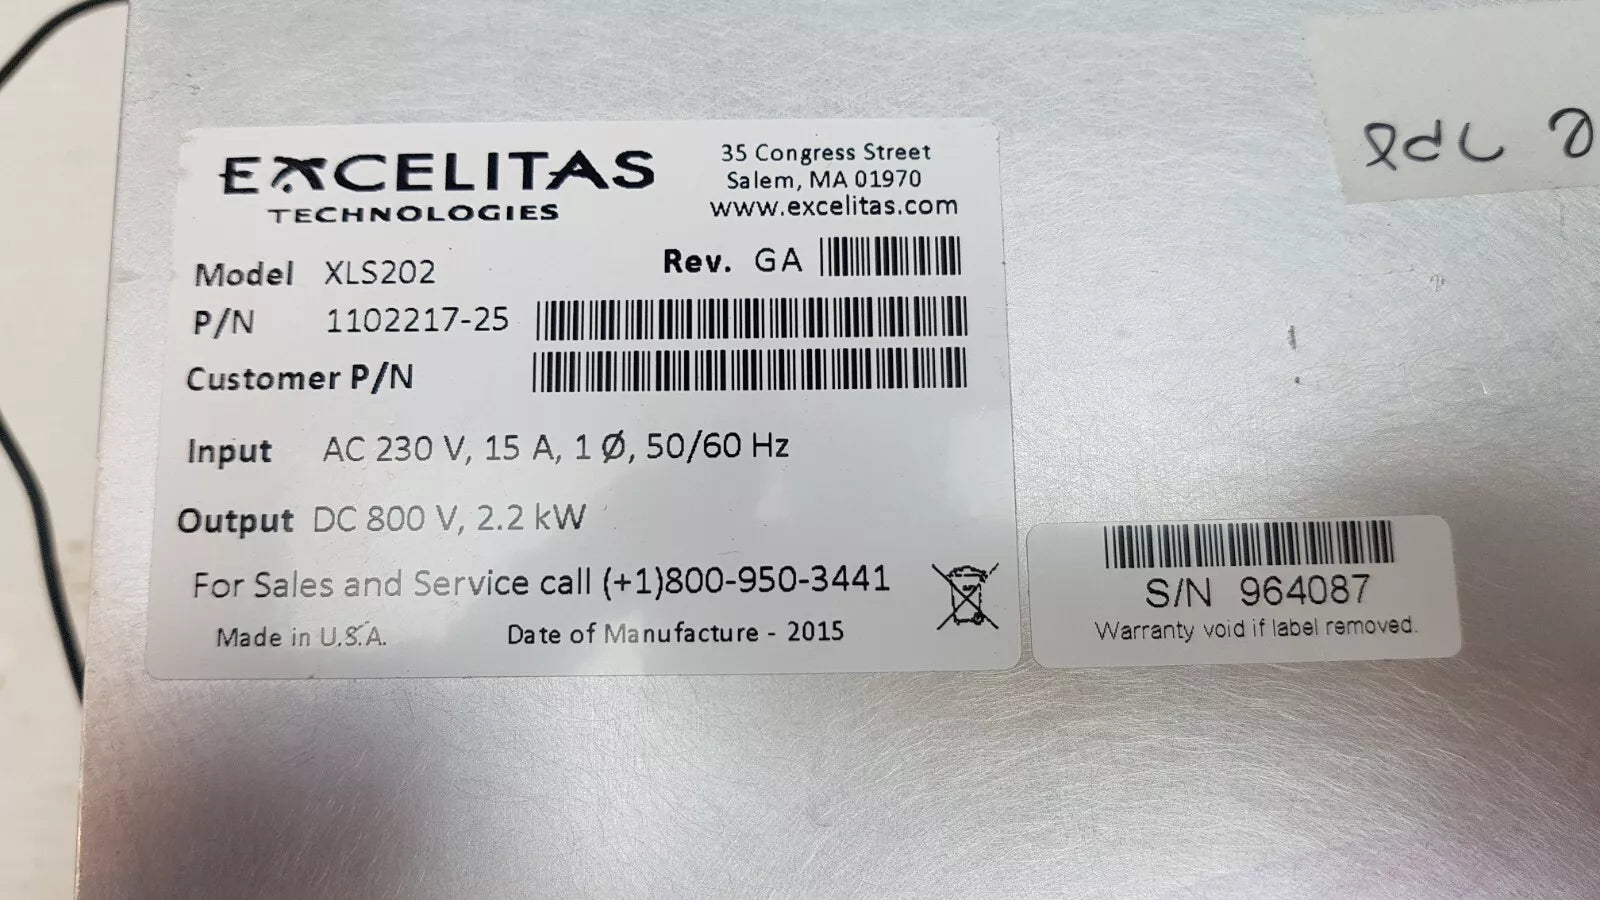 EXCELITAS
TECHNOLOGIES
35 Congress Street
Salem, MA 01970
www.excelitas.com
Model XLS202
Rev. GA
P/N 1102217-25
Customer P/N
Input AC 230 V, 15 A, 1 Ø, 50/60 Hz
Output DC 800 V, 2.2 kW
For Sales and Service call (+1)800-950-3441
Made in U.S.A.
Date of Manufacture - 2015
S/N 964087
Warranty void if label removed.